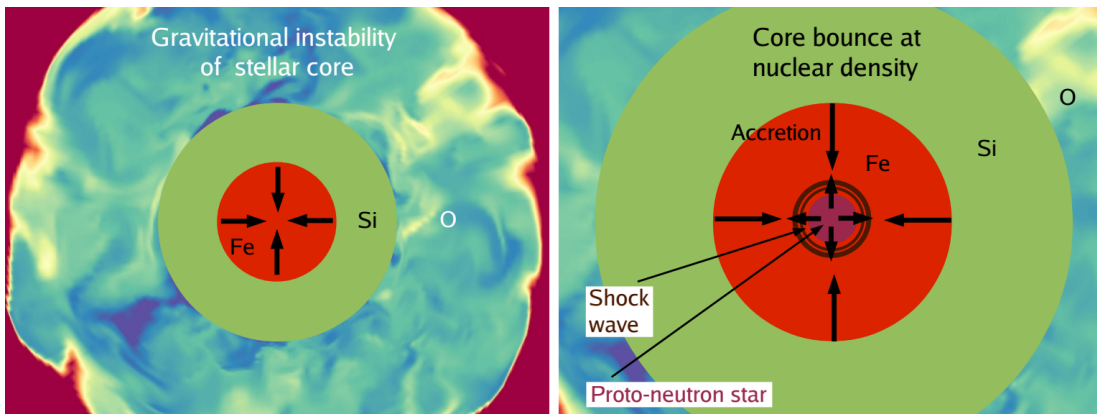 Gravitational instability
of stellar core
Fe
Si
O
Core bounce at
nuclear density
O
Accretion
Si
Fe
Shock
wave
Proto-neutron star